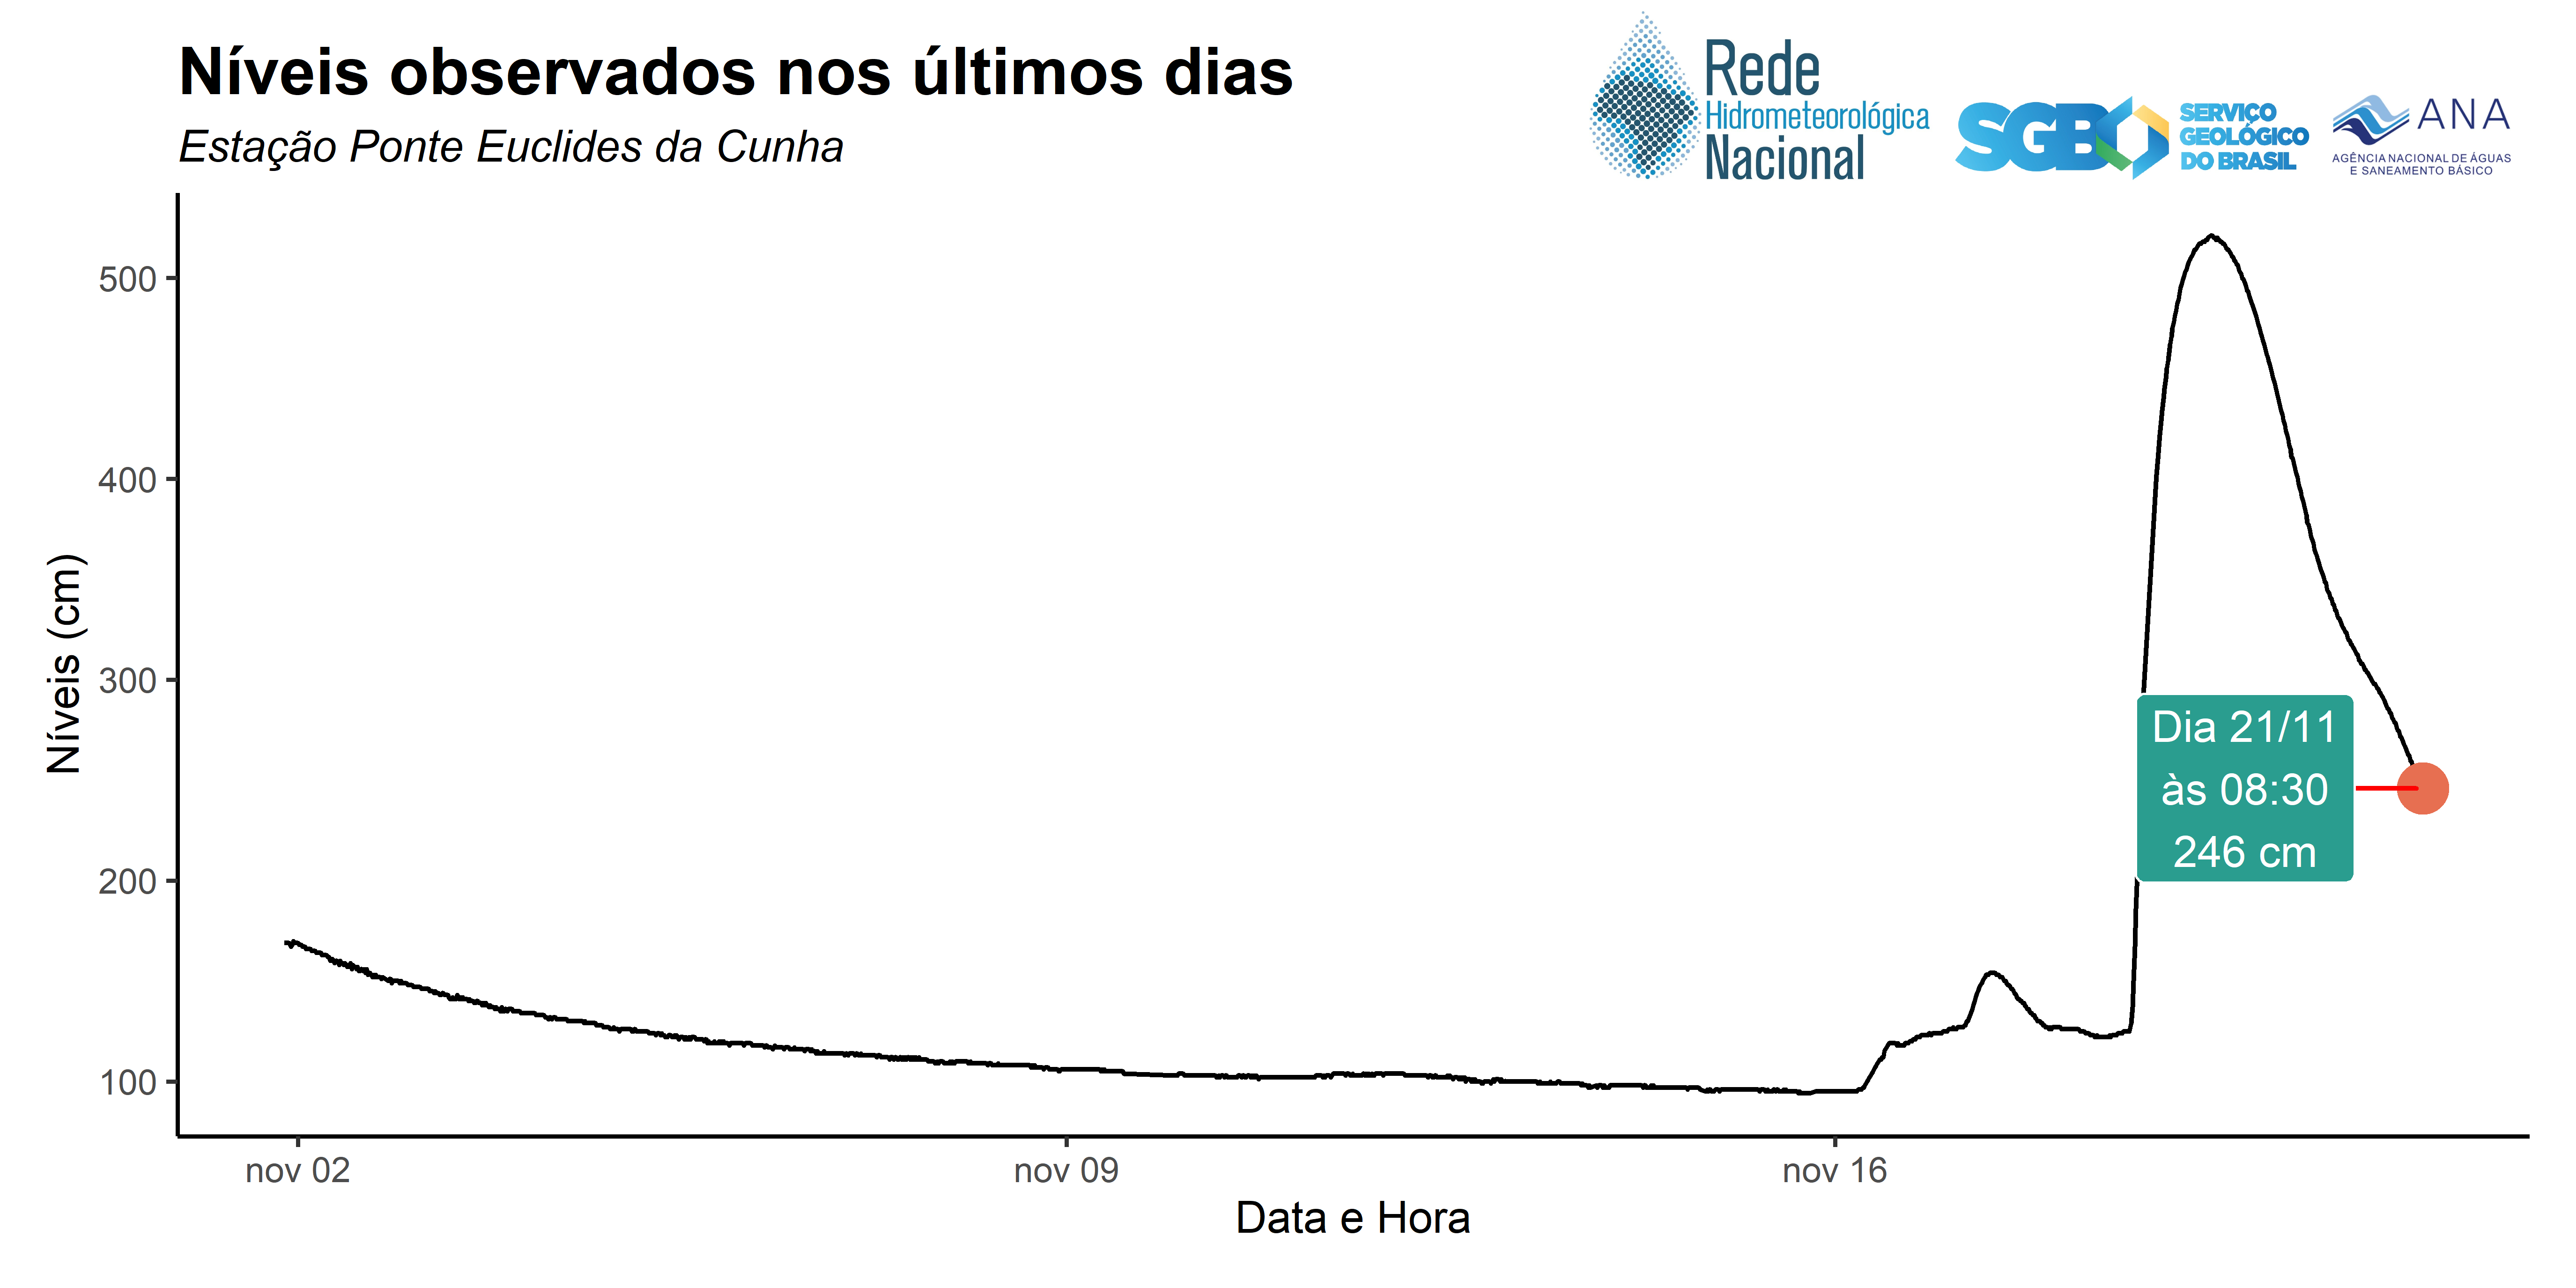 Níveis observados nos últimos dias
Estação Ponte Euclides da Cunha
Rede
Hidrometeorológica
Nacional
SGB
SERVIÇO
GEOLÓGICO
DO BRASIL
ANA
AGÊNCIA NACIONAL DE ÁGUAS
E SANEAMENTO BÁSICO
Níveis (cm)
500
400
300
200
100
Dia 21/11
às 08:30
246 cm
nov 02
nov 09
nov 16
Data e Hora